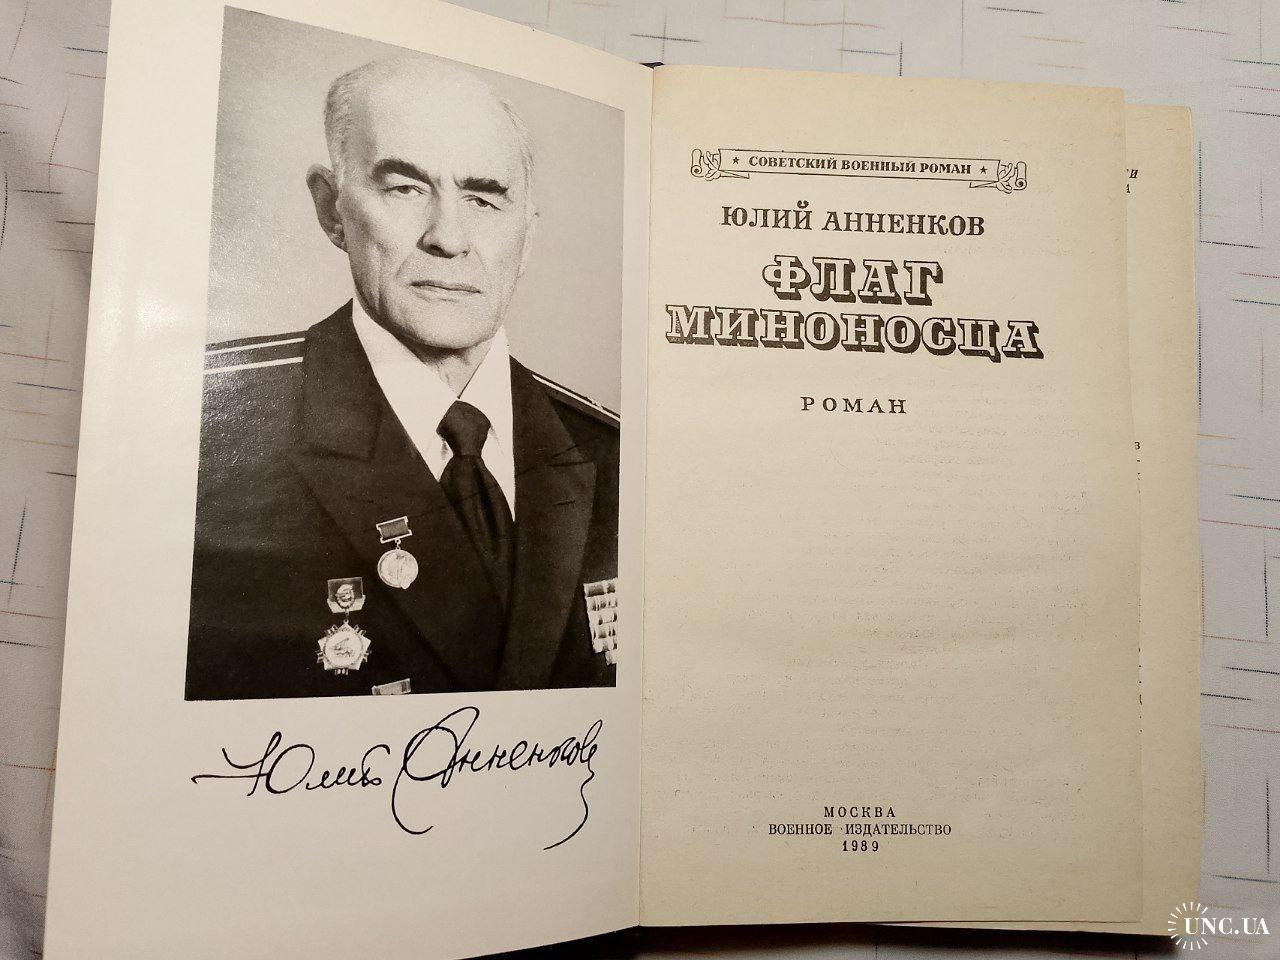 ★ СОВЕТСКИЙ ВОЕННЫЙ РОМАН ★
ЮЛИЙ АННЕНКОВ
ФЛАГ
МИНОНОСЦА
РОМАН
Юлий Анненков
МОСКВА
ВОЕННОЕ ИЗДАТЕЛЬСТВО
1989
UNC.UA